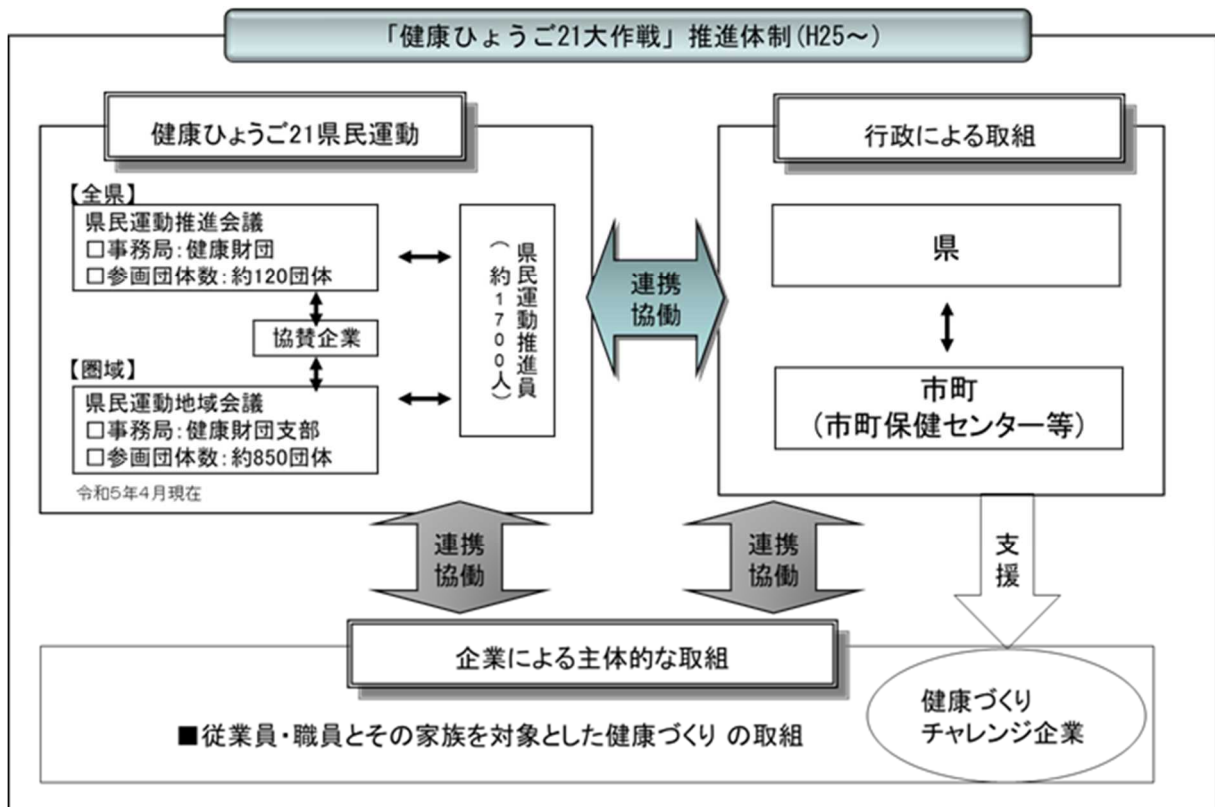 「健康ひょうご21大作戦」 推進体制(H25～)
健康ひょうご21県民運動
【全県】
県民運動推進会議
□事務局:健康財団
□参画団体数:約120団体
協賛企業
【圏域】
県民運動地域会議
□事務局:健康財団支部
□参画団体数:約850団体
令和5年4月現在
県民運動推進員
(約1700人)
連携
協働
行政による取組
県
市町
(市町保健センター等)
連携
協働
連携
協働
支援
企業による主体的な取組
■従業員・職員とその家族を対象とした健康づくり の取組
健康づくり
チャレンジ企業